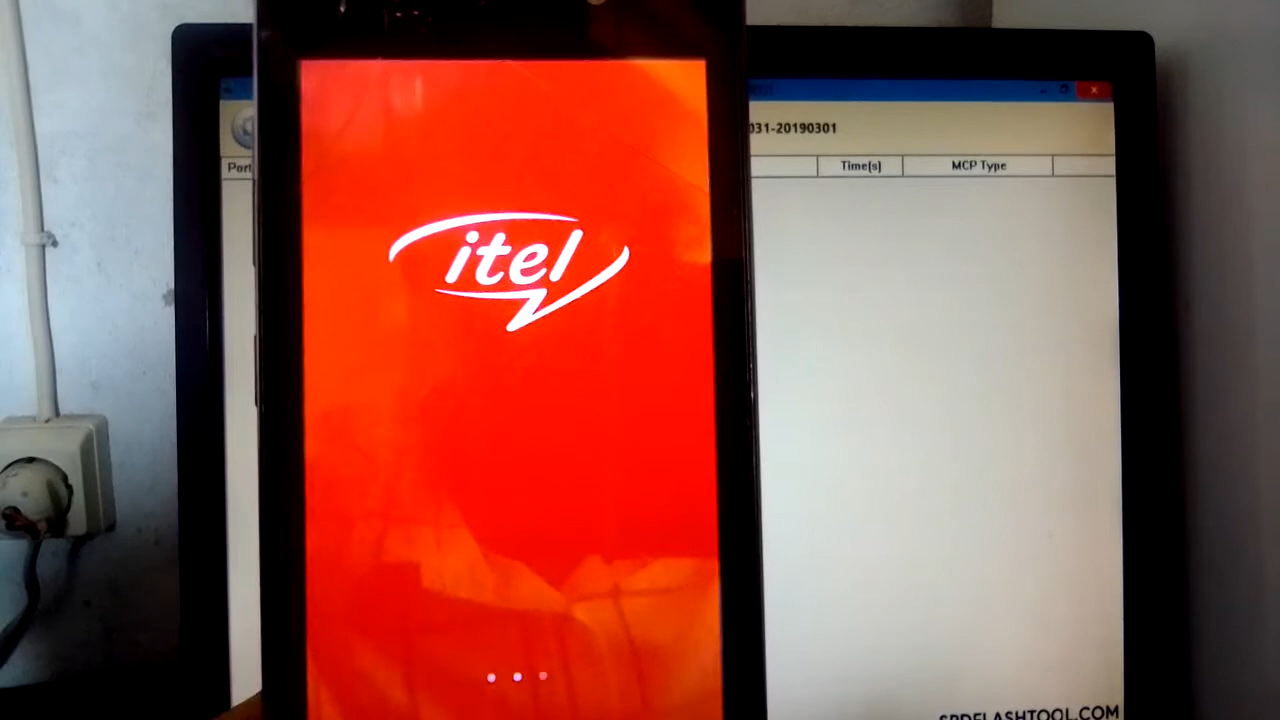 031-20190301
Port
Time(s)
MCP Type
itel
SPDFLASHTOOL.COM